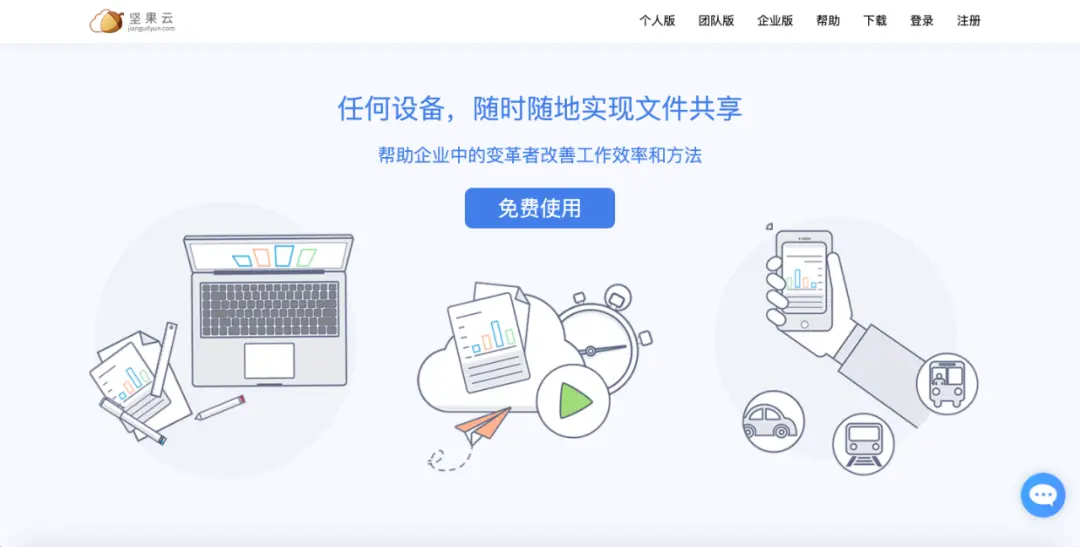 坚果云
jianguoyun.com
个人版 团队版 企业版 帮助 下载 登录 注册
任何设备，随时随地实现文件共享
帮助企业中的变革者改善工作效率和方法
免费使用